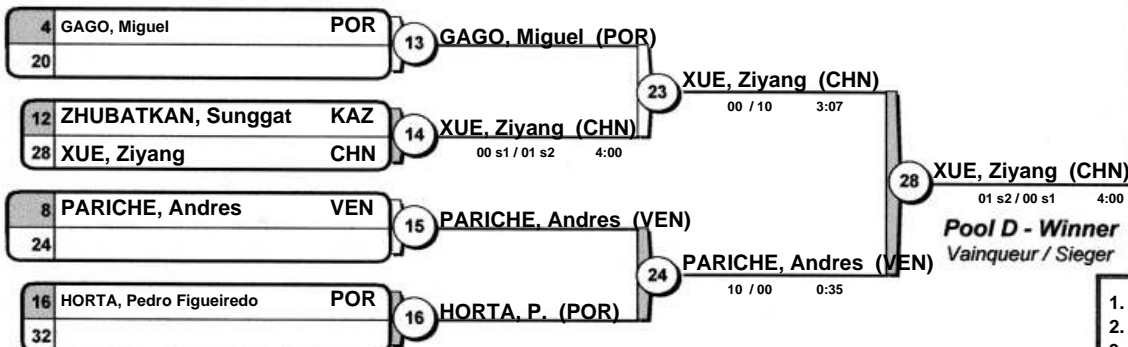 4 GAGO, Miguel POR
20
13 GAGO, Miguel (POR)
12 ZHUBATKAN, Sunggat KAZ
28 XUE, Ziyang CHN
14 XUE, Ziyang (CHN)
00 s1 / 01 s2 4:00
23 XUE, Ziyang (CHN)
00 / 10 3:07
8 PARICHE, Andres VEN
24
15 PARICHE, Andres (VEN)
16 HORTA, Pedro Figueiredo POR
32
16 HORTA, P. (POR)
24 PARICHE, Andres (VEN)
10 / 00 0:35
28 XUE, Ziyang (CHN)
01 s2 / 00 s1 4:00
Pool D - Winner
Vainqueur / Sieger
1.
2.